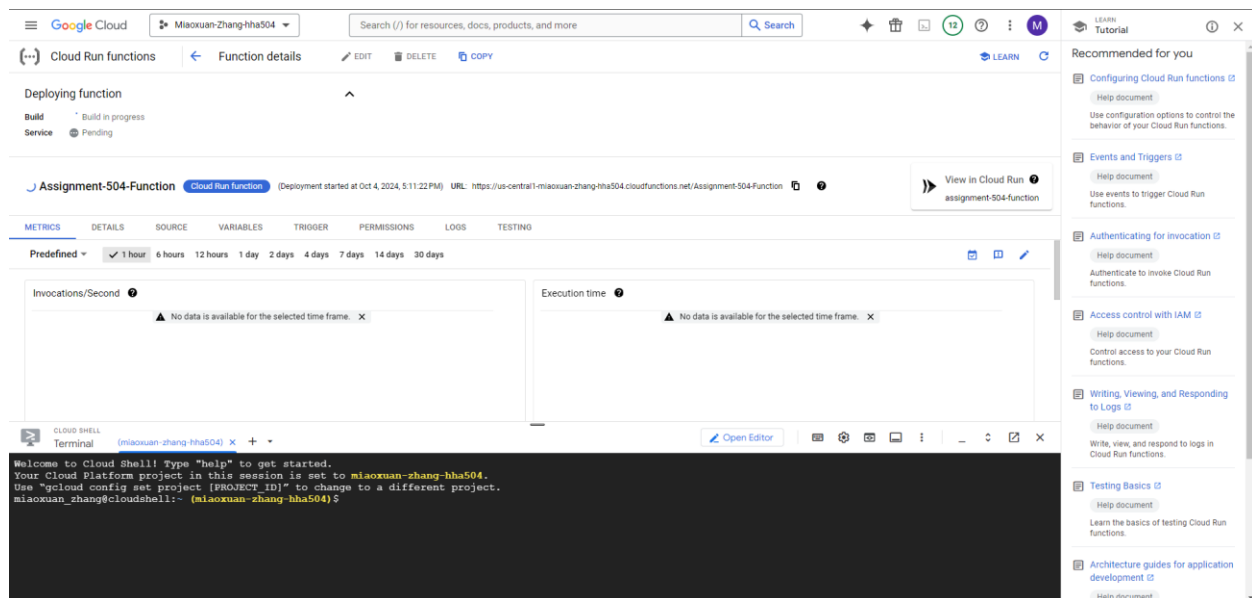 Google Cloud
Miaoxuan-Zhang-hha504
Search (/) for resources, docs, products, and more
Search
12
M
LEARN
Tutorial
Cloud Run functions
Function details
EDIT
DELETE
COPY
LEARN
Deploying function
Build Build in progress
Service Pending
Assignment-504-Function Cloud Run function (Deployment started at Oct 4, 2024, 5:11:22 PM) URL: https://us-central1-miaoxuan-zhang-hha504.cloudfunctions.net/Assignment-504-Function
View in Cloud Run
assignment-504-function
METRICS DETAILS SOURCE VARIABLES TRIGGER PERMISSIONS LOGS TESTING
Predefined 1 hour 6 hours 12 hours 1 day 2 days 4 days 7 days 14 days 30 days
Invocations/Second
No data is available for the selected time frame.
Execution time
No data is available for the selected time frame.
CLOUD SHELL
Terminal (miaoxuan-zhang-hha504)
Open Editor
Welcome to Cloud Shell! Type "help" to get started.
Your Cloud Platform project in this session is set to miaoxuan-zhang-hha504.
Use "gcloud config set project [PROJECT_ID]" to change to a different project.
miaoxuan_zhang@cloudshell:~ (miaoxuan-zhang-hha504)$
Recommended for you
Configuring Cloud Run functions
Help document
Use configuration options to control the
behavior of your Cloud Run functions.
Events and Triggers
Help document
Use events to trigger Cloud Run
functions.
Authenticating for invocation
Help document
Authenticate to invoke Cloud Run
functions.
Access control with IAM
Help document
Control access to your Cloud Run
functions.
Writing, Viewing, and Responding
to Logs
Help document
Write, view, and respond to logs in
Cloud Run functions.
Testing Basics
Help document
Learn the basics of testing Cloud Run
functions.
Architecture guides for application
development
Help document